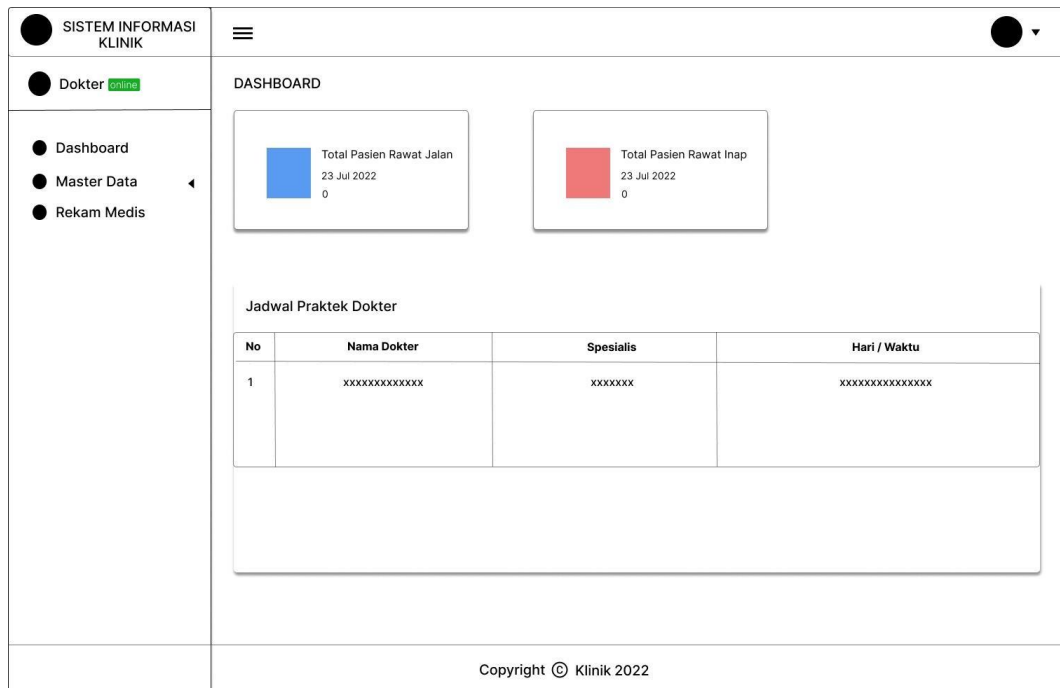 SISTEM INFORMASI
KLINIK
Dokter online
Dashboard
Master Data
Rekam Medis
DASHBOARD
Total Pasien Rawat Jalan
23 Jul 2022
0
Total Pasien Rawat Inap
23 Jul 2022
0
Jadwal Praktek Dokter
No Nama Dokter Spesialis Hari / Waktu
1 xxxxxxxxxxxxx xxxxxxx xxxxxxxxxxxxxxx
Copyright © Klinik 2022